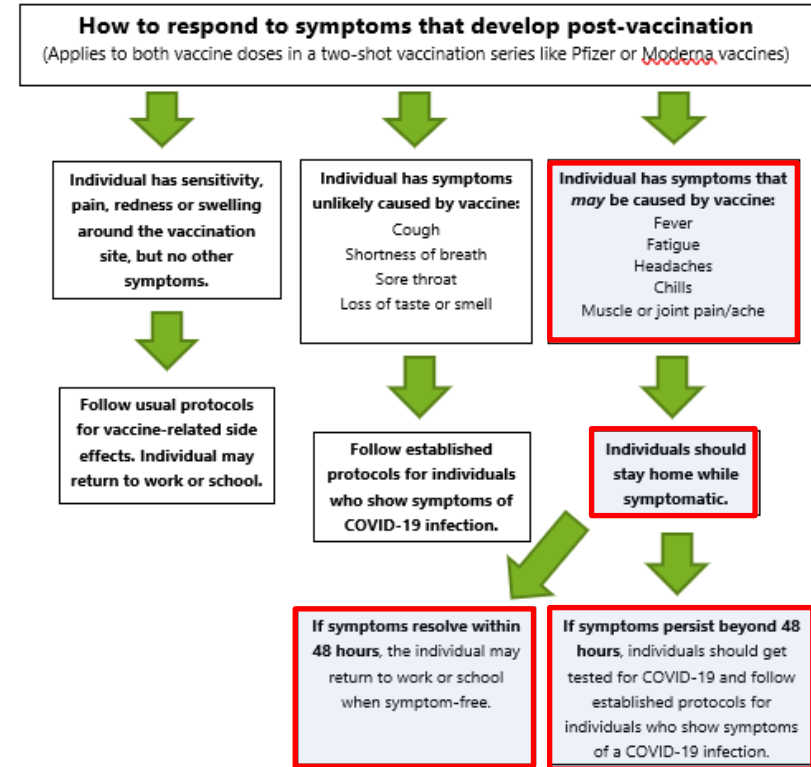 How to respond to symptoms that develop post-vaccination
(Applies to both vaccine doses in a two-shot vaccination series like Pfizer or Moderna vaccines)
Individual has sensitivity,
pain, redness or swelling
around the vaccination
site, but no other
symptoms.
Follow usual protocols
for vaccine-related side
effects. Individual may
return to work or school.
Individual has symptoms
unlikely caused by vaccine:
Cough
Shortness of breath
Sore throat
Loss of taste or smell
Follow established
protocols for individuals
who show symptoms of
COVID-19 infection.
Individual has symptoms that
may be caused by vaccine:
Fever
Fatigue
Headaches
Chills
Muscle or joint pain/ache
Individuals should
stay home while
symptomatic.
If symptoms resolve within
48 hours, the individual may
return to work or school
when symptom-free.
If symptoms persist beyond 48
hours, individuals should get
tested for COVID-19 and follow
established protocols for
individuals who show symptoms
of a COVID-19 infection.